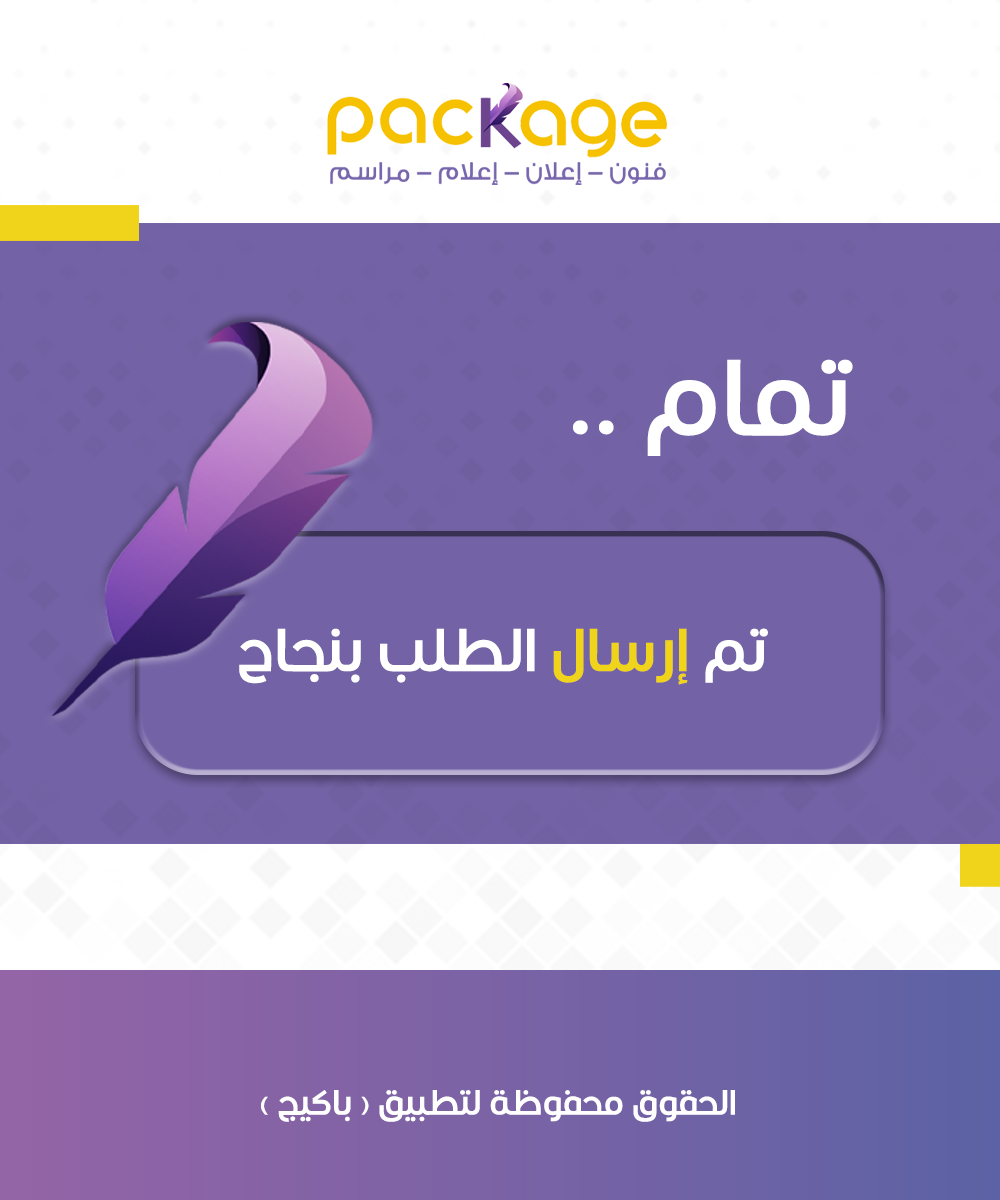 package
فنون – إعلان – إعلام – مراسم
تمام ..
تم إرسال الطلب بنجاح
الحقوق محفوظة لتطبيق ( باكيج )